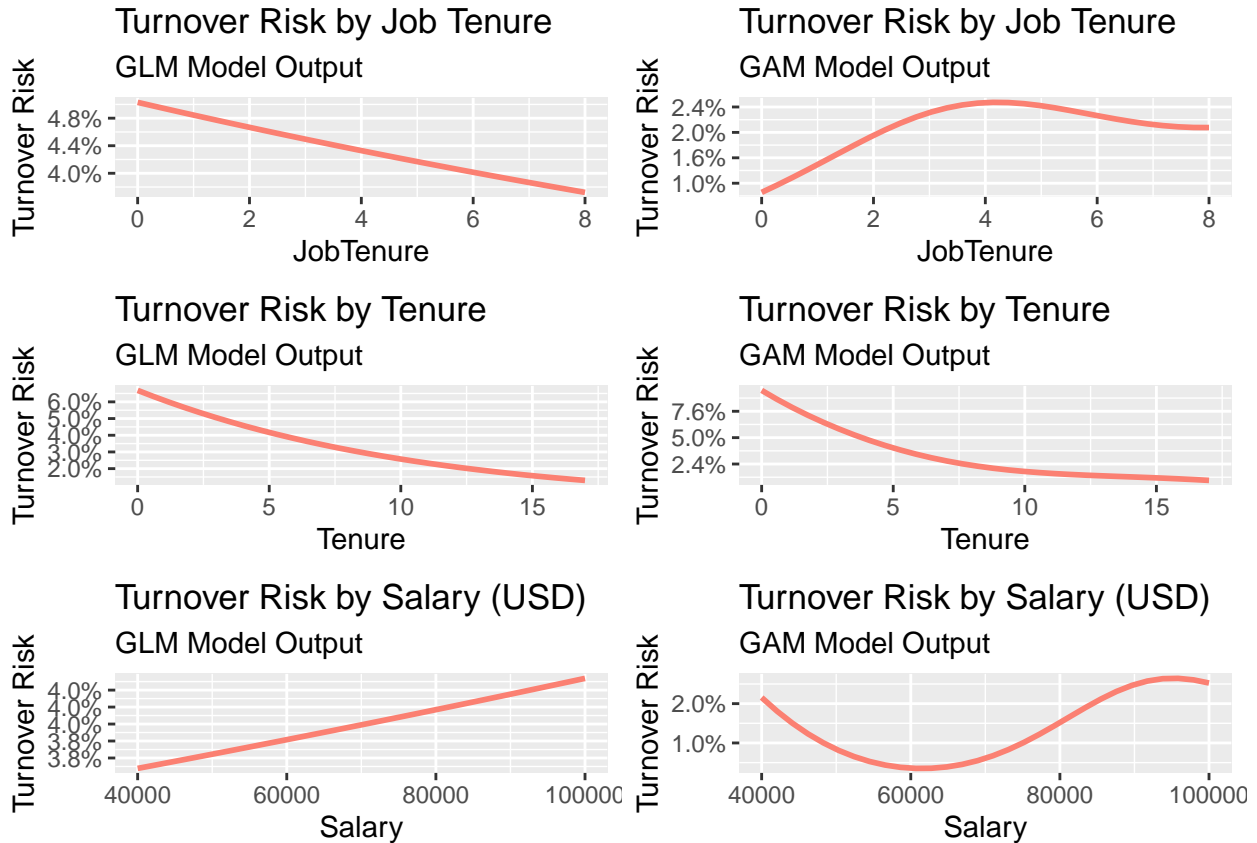 Turnover Risk by Job Tenure
GLM Model Output
Turnover Risk
4.8%
4.4%
4.0%
0 2 4 6 8
JobTenure
Turnover Risk by Job Tenure
GAM Model Output
Turnover Risk
2.4%
2.0%
1.6%
1.0%
0 2 4 6 8
JobTenure
Turnover Risk by Tenure
GLM Model Output
Turnover Risk
6.0%
5.0%
4.0%
3.0%
2.0%
0 5 10 15
Tenure
Turnover Risk by Tenure
GAM Model Output
Turnover Risk
7.6%
5.0%
2.4%
0 5 10 15
Tenure
Turnover Risk by Salary (USD)
GLM Model Output
Turnover Risk
4.0%
4.0%
4.0%
3.8%
3.8%
40000 60000 80000 100000
Salary
Turnover Risk by Salary (USD)
GAM Model Output
Turnover Risk
2.0%
1.0%
40000 60000 80000 100000
Salary